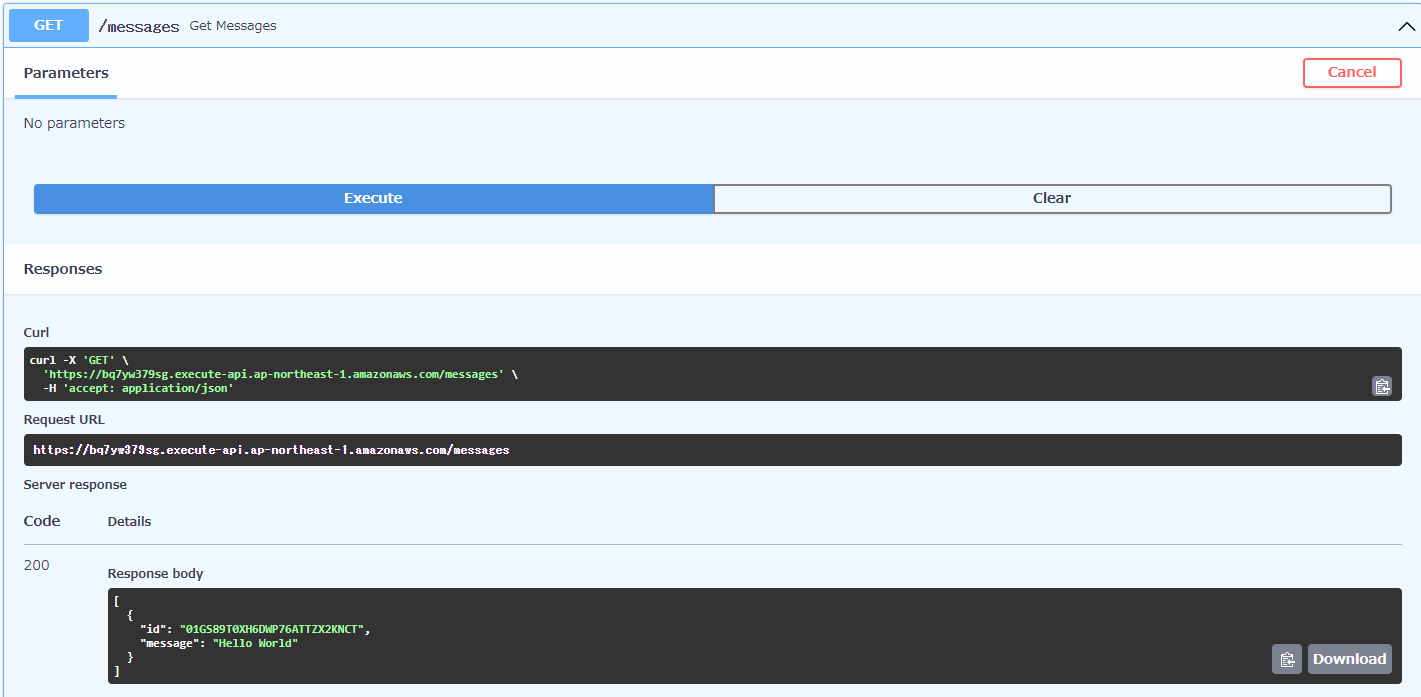 GET /messages Get Messages
Parameters Cancel
No parameters
Execute Clear
Responses
Curl
curl -X 'GET' \
'https://bq7yw379sg.execute-api.ap-northeast-1.amazonaws.com/messages' \
-H 'accept: application/json'
Request URL
https://bq7yw379sg.execute-api.ap-northeast-1.amazonaws.com/messages
Server response
Code Details
200
Response body
[
{
"id": "01GS89T0XH6DWP76ATTZX2KNCT",
"message": "Hello World"
}
]
Download